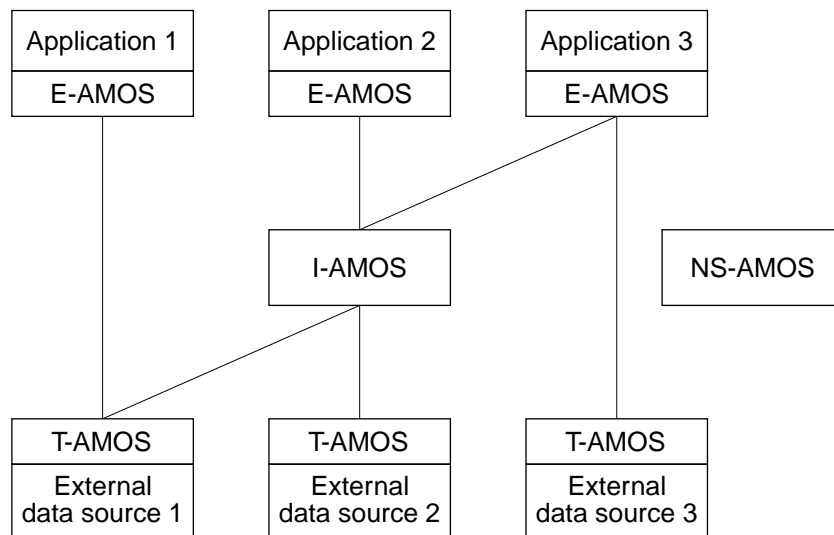 Application 1
Application 2
Application 3
E-AMOS
E-AMOS
E-AMOS
I-AMOS
NS-AMOS
T-AMOS
T-AMOS
T-AMOS
External
data source 1
External
data source 2
External
data source 3